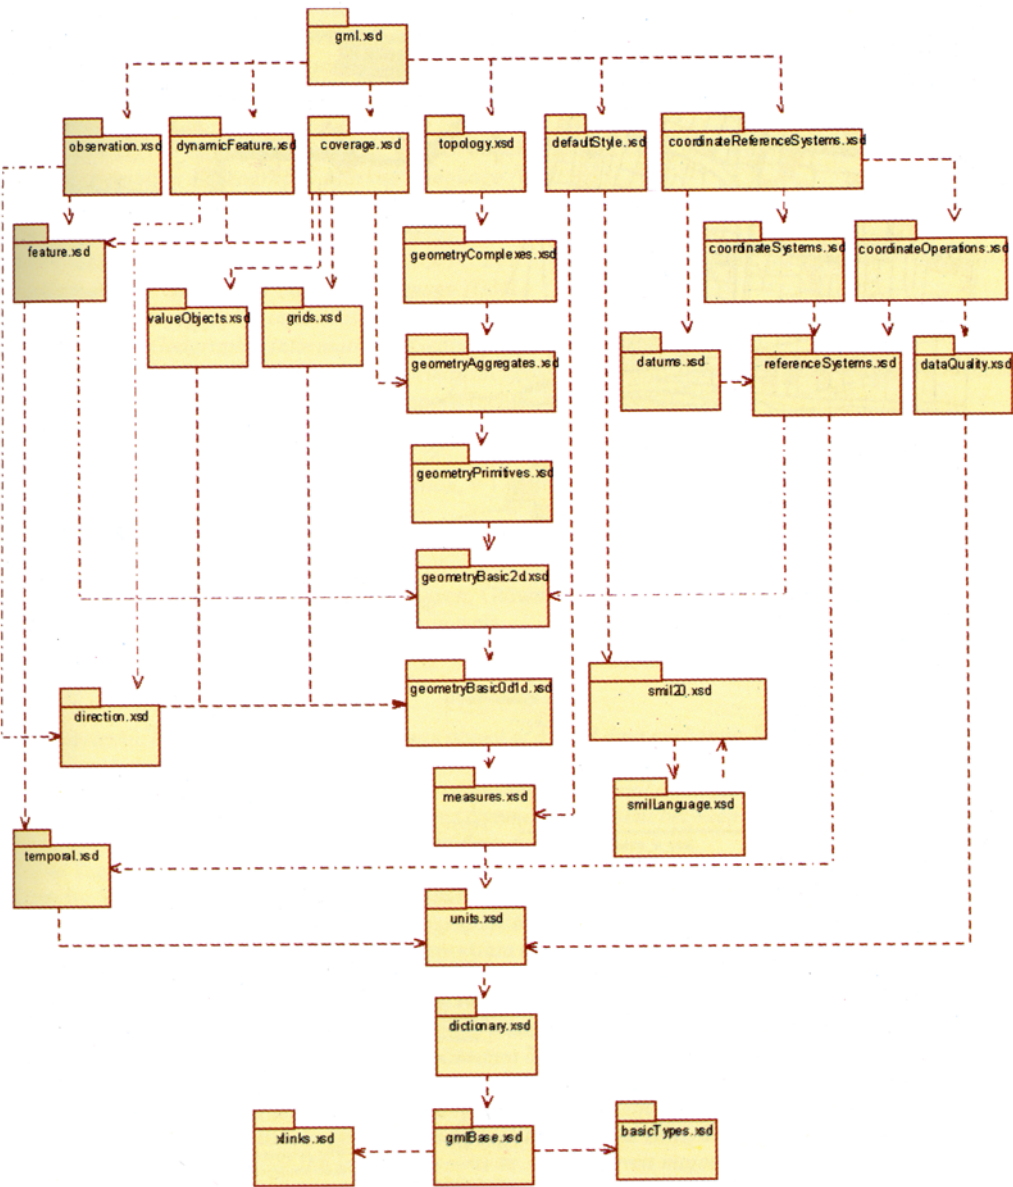 gml.xsd
observation.xsd
dynamicFeature.xsd
coverage.xsd
topology.xsd
defaultStyle.xsd
coordinateReferenceSystems.xsd
feature.xsd
geometryComplexes.xsd
coordinateSystems.xsd
coordinateOperations.xsd
valueObjects.xsd
grids.xsd
geometryAggregates.xsd
datums.xsd
referenceSystems.xsd
dataQuality.xsd
geometryPrimitives.xsd
geometryBasic2d.xsd
geometryBasic0d1d.xsd
smil20.xsd
direction.xsd
measures.xsd
smilLanguage.xsd
temporal.xsd
units.xsd
dictionary.xsd
xlinks.xsd
gmlBase.xsd
basicTypes.xsd